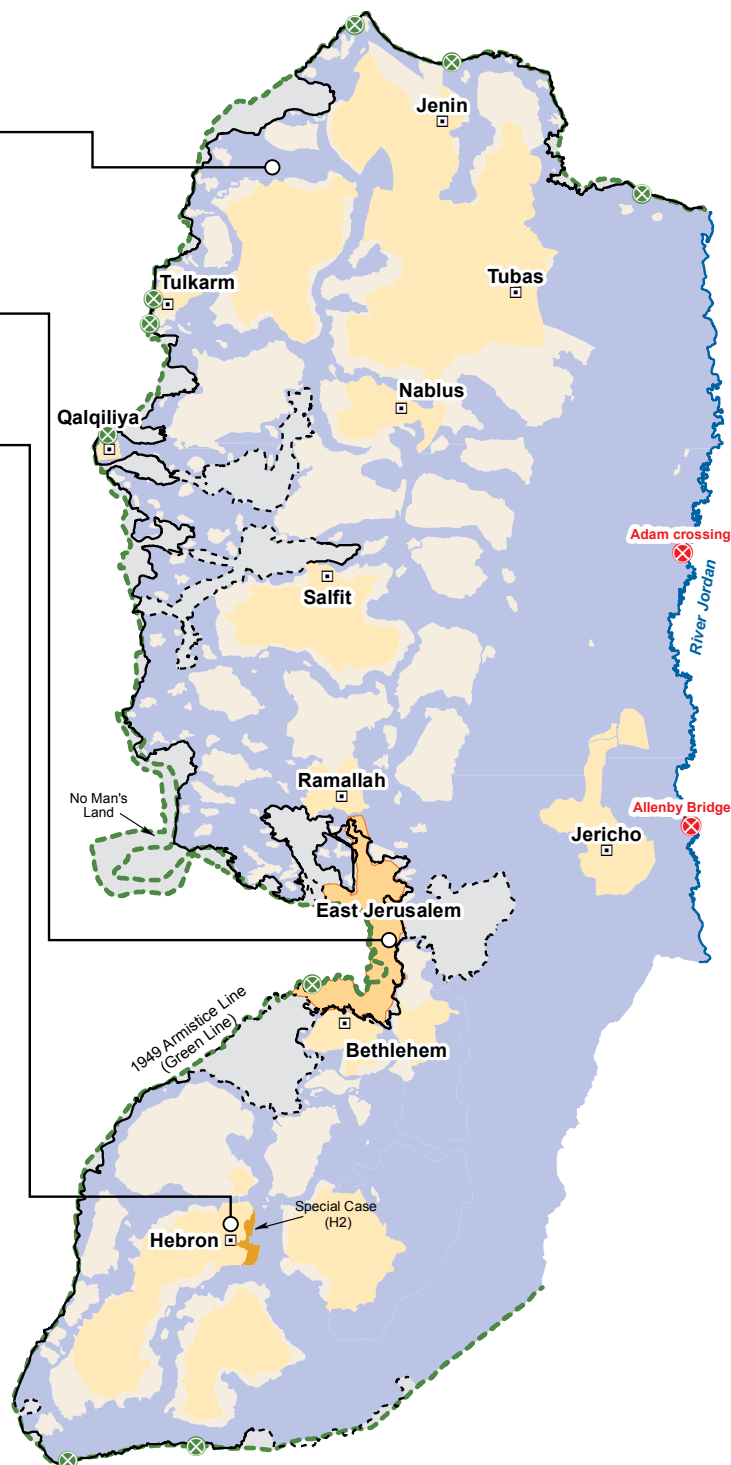 Jenin
Tulkarm
Tubas
Nablus
Qalqiliya
Adam crossing
River Jordan
Salfit
No Man's
Land
Ramallah
Allenby Bridge
Jericho
East Jerusalem
1949 Armistice Line
(Green Line)
Bethlehem
Special Case
(H2)
Hebron